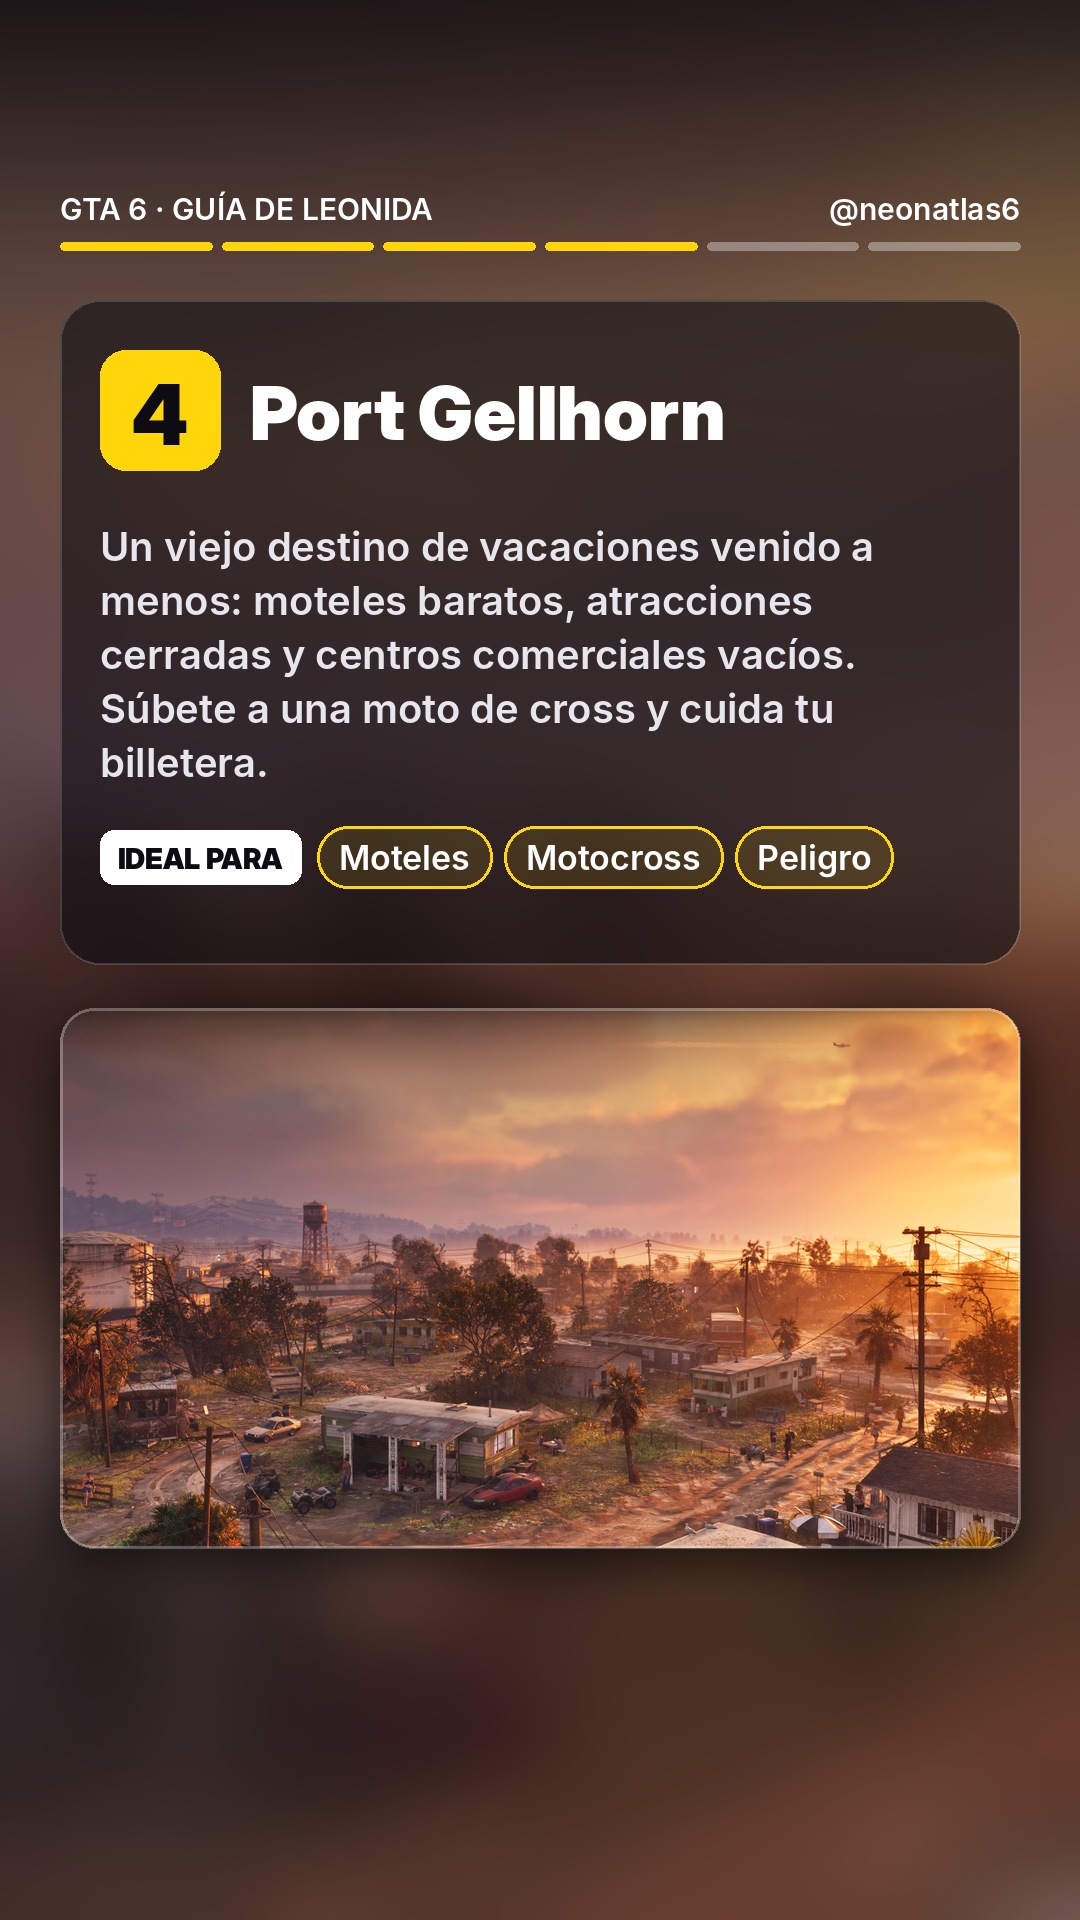 GTA 6 · GUÍA DE LEONIDA
@neonatlas6
4
Port Gellhorn
Un viejo destino de vacaciones venido a
menos: moteles baratos, atracciones
cerradas y centros comerciales vacíos.
Súbete a una moto de cross y cuida tu
billetera.
IDEAL PARA
Moteles
Motocross
Peligro